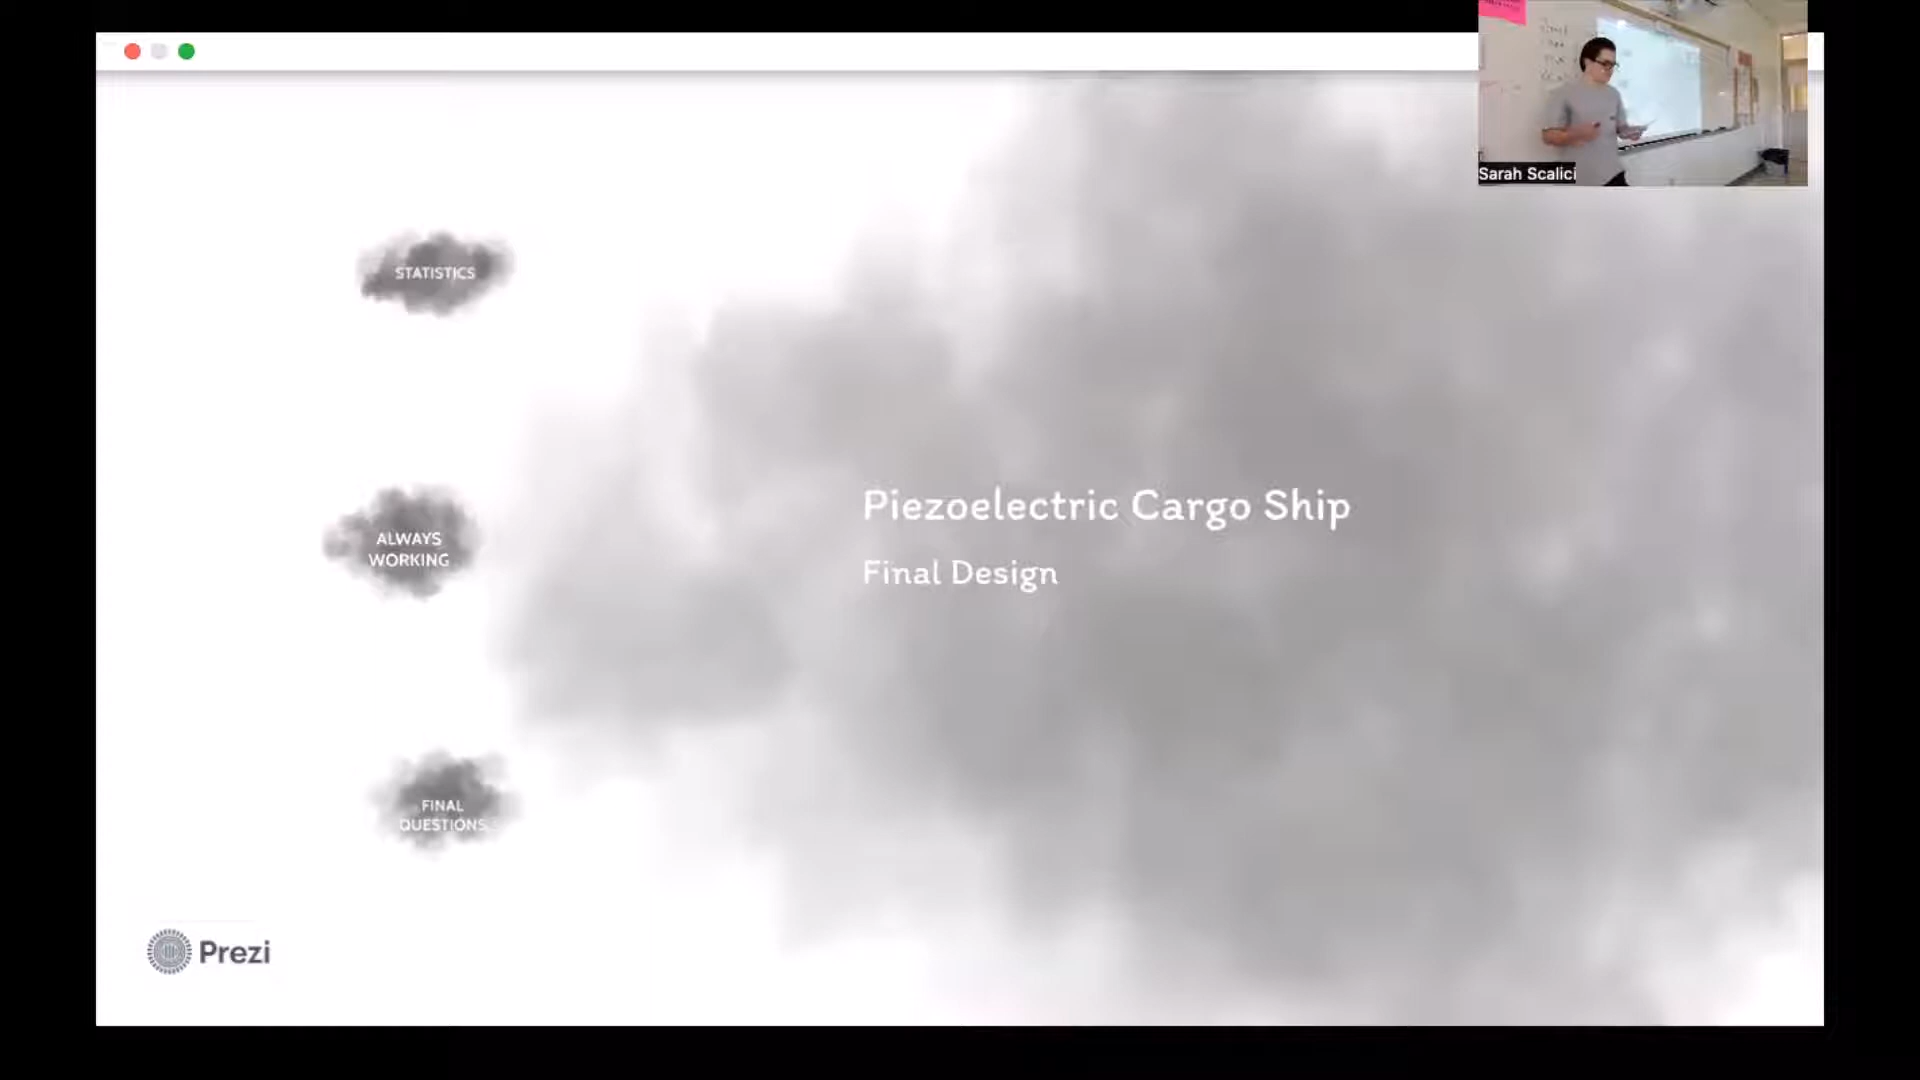 Sarah Scalici
STATISTICS
ALWAYS
WORKING
Piezoelectric Cargo Ship
Final Design
FINAL
QUESTIONS
Prezi